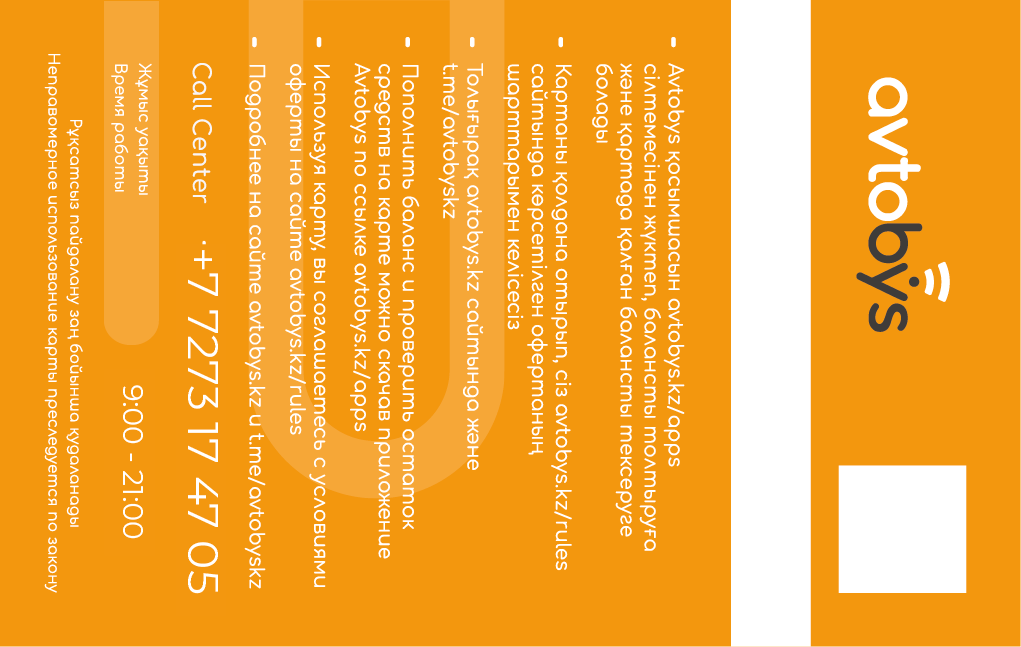 avtobys
- Avtobys қосымшасын avtobys.kz/apps
сілтемесінен жүктеп, балансты толтыруға
және картада қалған балансты тексеруге
болады
- Картаны қолдана отырып, сіз avtobys.kz/rules
сайтында көрсетілген офертаның
шарттарымен келісесіз
- Толығырақ avtobys.kz сайтында және
t.me/avtobyskz
- Пополнить баланс и проверить остаток
средств на карте можно скачав приложение
Avtobys по ссылке avtobys.kz/apps
- Используя карту, вы соглашаетесь с условиями
оферты на сайте avtobys.kz/rules
- Подробнее на сайте avtobys.kz и t.me/avtobyskz
Call Center · +7 7273 17 47 05
Жұмыс уақыты
Время работы
9:00 - 21:00
Рұқсатсыз пайдалану заң бойынша қудаланады
Неправомерное использование карты преследуется по закону